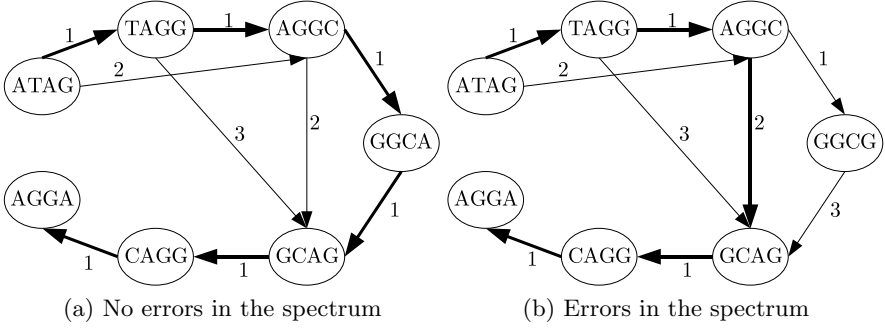 TAGG
1
AGGC
1
ATAG
2
1
GGCA
3
2
1
AGGA
CAGG
1
GCAG
1
(a) No errors in the spectrum
TAGG
1
AGGC
1
ATAG
2
1
GGCG
3
2
3
AGGA
CAGG
1
GCAG
1
(b) Errors in the spectrum